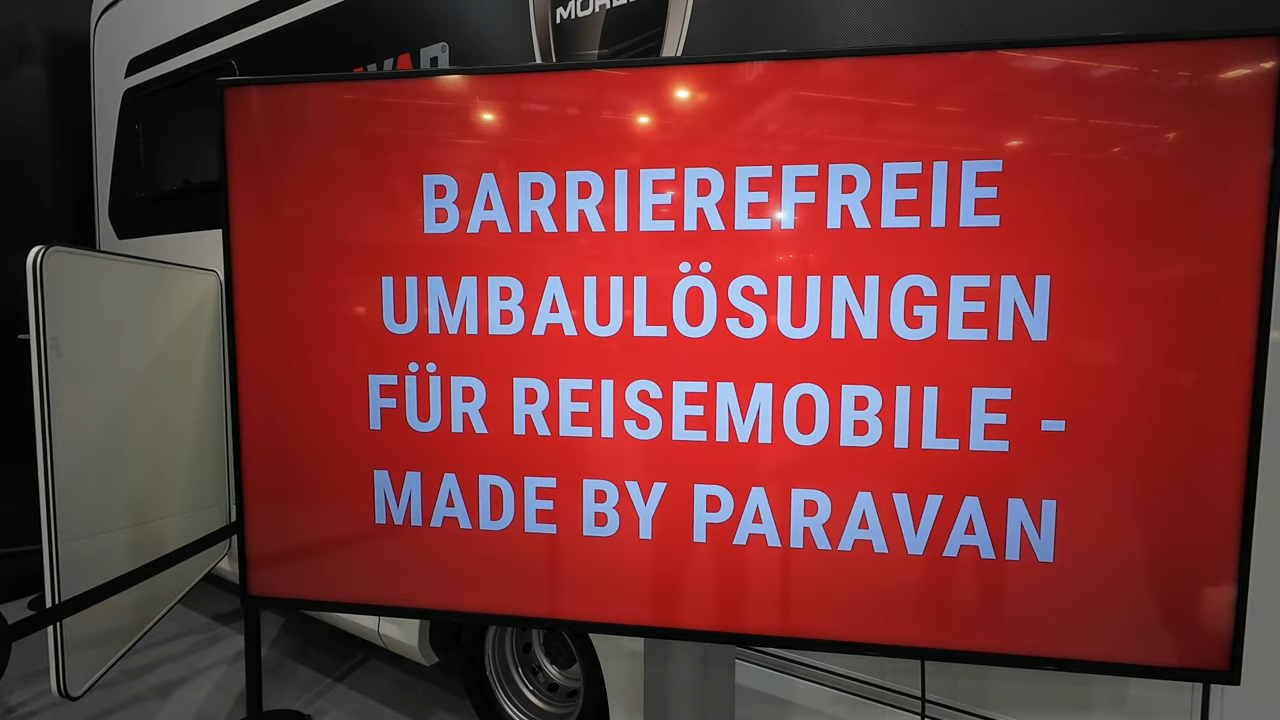 BARRIEREFREIE
UMBAULÖSUNGEN
FÜR REISEMOBILE -
MADE BY PARAVAN